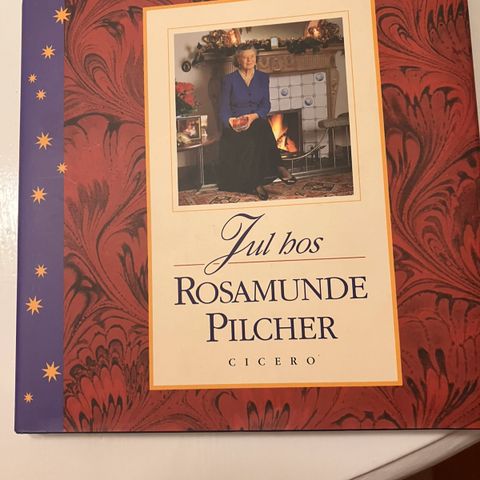 Jul hos
ROSAMUNDE
PILCHER
CICERO